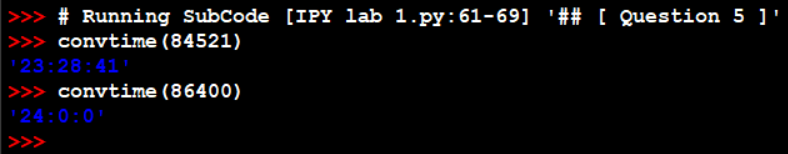 >>> # Running SubCode [IPY lab 1.py:61-69] '## [ Question 5 ]'
>>> convtime(84521)
'23:28:41'
>>> convtime(86400)
'24:0:0'
>>>